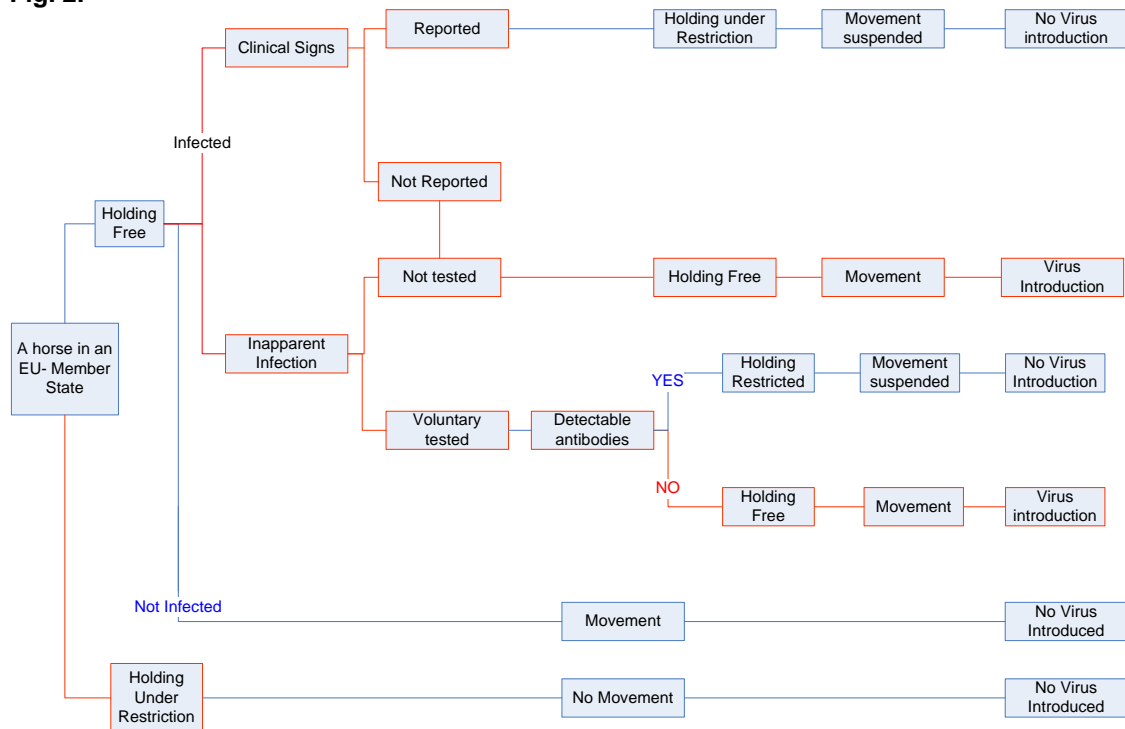 Fig. 2.
Clinical Signs
Reported
Holding under
Restriction
Movement
suspended
No Virus
introduction
Infected
Not Reported
Holding
Free
Not tested
Holding Free
Movement
Virus
Introduction
A horse in an
EU- Member
State
Inapparent
Infection
YES
Holding
Restricted
Movement
suspended
No Virus
Introduction
Voluntary
tested
Detectable
antibodies
NO
Holding
Free
Movement
Virus
introduction
Not Infected
Movement
No Virus
Introduced
Holding
Under
Restriction
No Movement
No Virus
Introduced